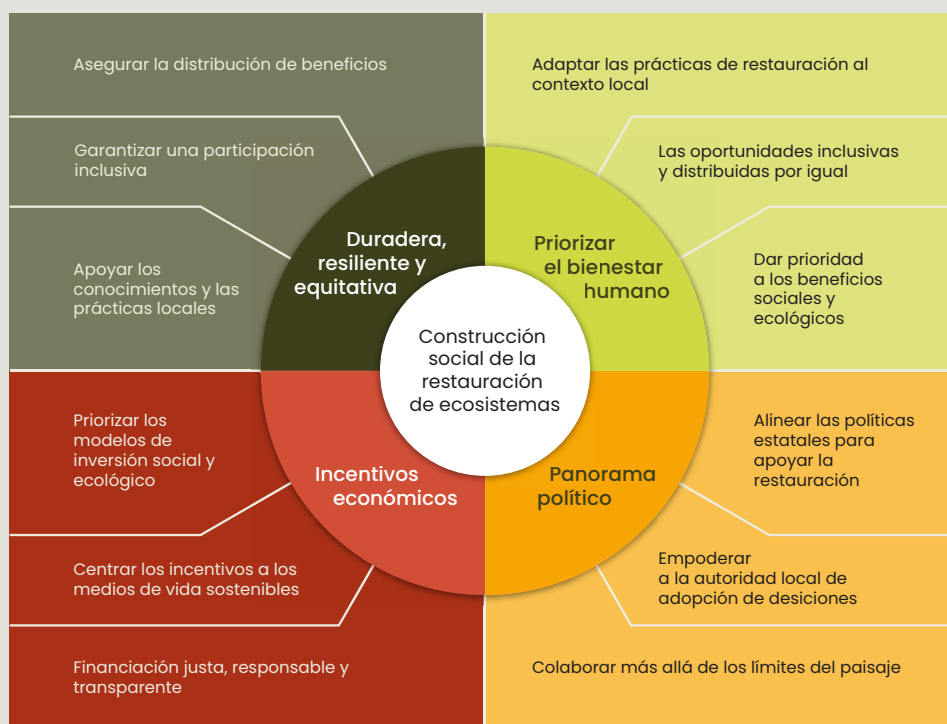 Asegurar la distribución de beneficios
Garantizar una participación
inclusiva
Apoyar los
conocimientos y las
prácticas locales
Duradera,
resiliente y
equitativa
Adaptar las prácticas de restauración al
contexto local
Las oportunidades inclusivas
y distribuidas por igual
Dar prioridad
a los beneficios
sociales y
ecológicos
Priorizar
el bienestar
humano
Construcción
social de la
restauración
de ecosistemas
Priorizar los
modelos de
inversión social y
ecológico
Centrar los incentivos a los
medios de vida sostenibles
Financiación justa, responsable y
transparente
Incentivos
económicos
Panorama
político
Alinear las políticas
estatales para
apoyar la
restauración
Empoderar
a la autoridad local de
adopción de desiciones
Colaborar más allá de los límites del paisaje